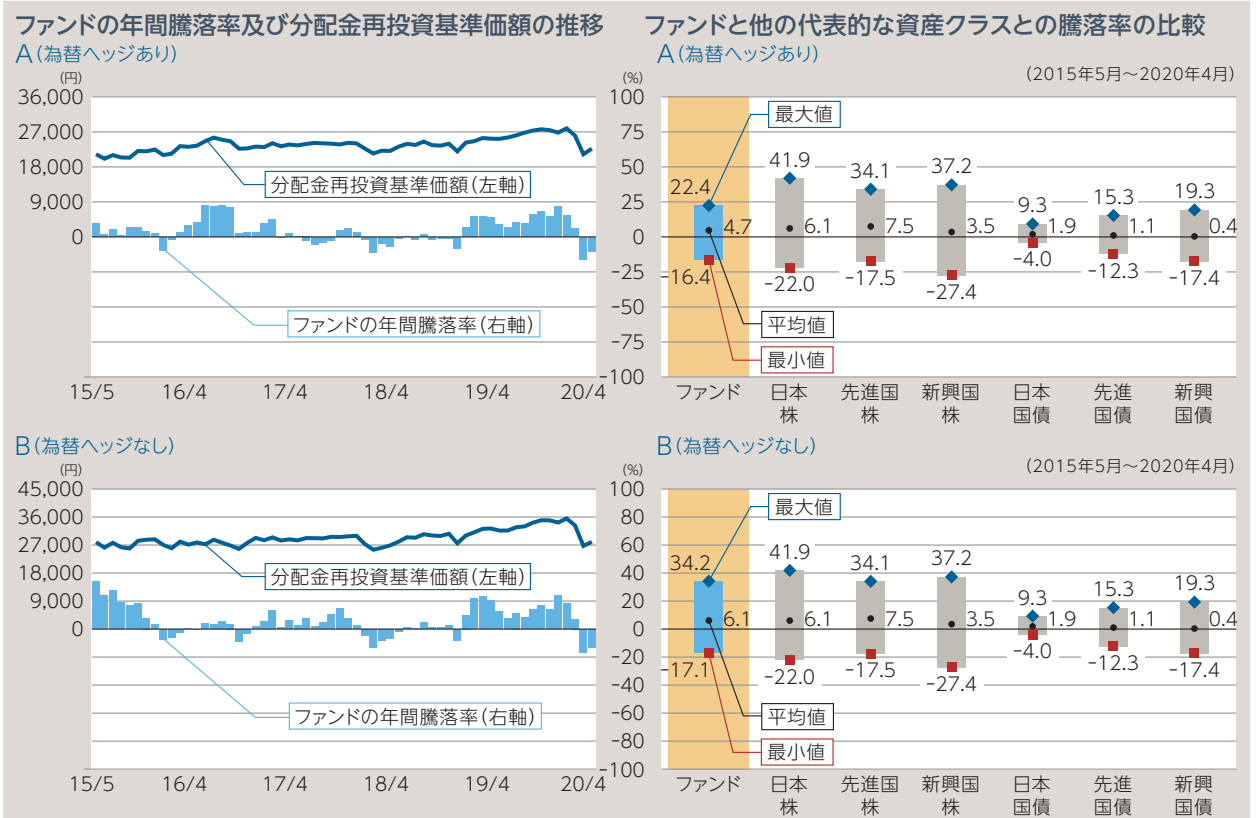 ファンドの年間騰落率及び分配金再投資基準価額の推移
A(為替ヘッジあり)
(円)
36,000
27,000
18,000
9,000
0
分配金再投資基準価額(左軸)
ファンドの年間騰落率(右軸)
15/5 16/4 17/4 18/4 19/4 20/4
ファンドと他の代表的な資産クラスとの騰落率の比較
A(為替ヘッジあり)
(2015年5月～2020年4月)
(%)
100
75
50
25
0
-25
-50
-75
-100
最大値
22.4 41.9 34.1 37.2 9.3 15.3 19.3
4.7 6.1 7.5 3.5 1.9 1.1 0.4
-16.4 -22.0 -17.5 -27.4 -4.0 -12.3 -17.4
平均値
最小値
ファンド 日本株 先進国株 新興国株 日本国債 先進国債 新興国債
B(為替ヘッジなし)
(円)
45,000
36,000
27,000
18,000
9,000
0
分配金再投資基準価額(左軸)
ファンドの年間騰落率(右軸)
15/5 16/4 17/4 18/4 19/4 20/4
B(為替ヘッジなし)
(2015年5月～2020年4月)
(%)
100
80
60
40
20
0
-20
-40
-60
-80
-100
最大値
34.2 41.9 34.1 37.2 9.3 15.3 19.3
6.1 6.1 7.5 3.5 1.9 1.1 0.4
-17.1 -22.0 -17.5 -27.4 -4.0 -12.3 -17.4
平均値
最小値
ファンド 日本株 先進国株 新興国株 日本国債 先進国債 新興国債